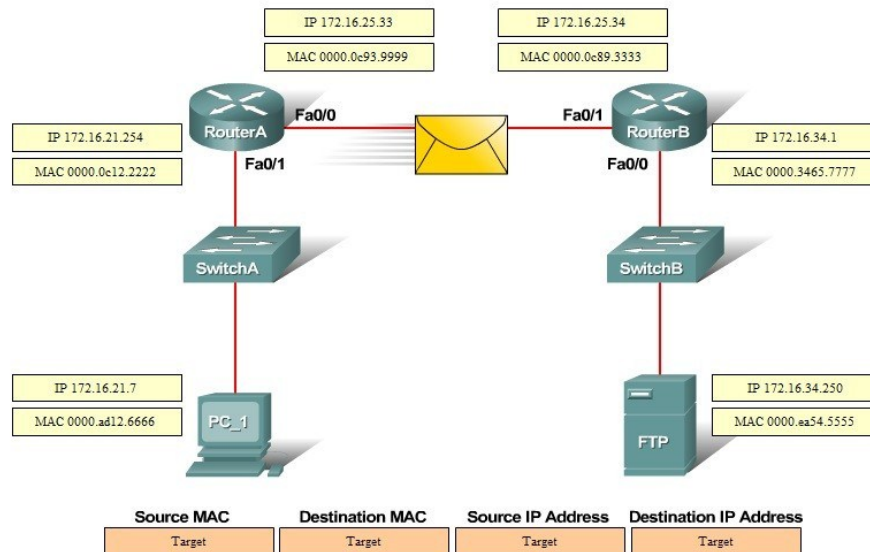 IP 172.16.25.33
IP 172.16.25.34
MAC 0000.0c93.9999
MAC 0000.0c89.3333
Fa0/0
Fa0/1
RouterA
RouterB
IP 172.16.21.254
IP 172.16.34.1
MAC 0000.0c12.2222
MAC 0000.3465.7777
Fa0/1
Fa0/0
SwitchA
SwitchB
IP 172.16.21.7
IP 172.16.34.250
MAC 0000.ad12.6666
MAC 0000.ea54.5555
PC_1
FTP
Source MAC Destination MAC Source IP Address Destination IP Address
Target Target Target Target